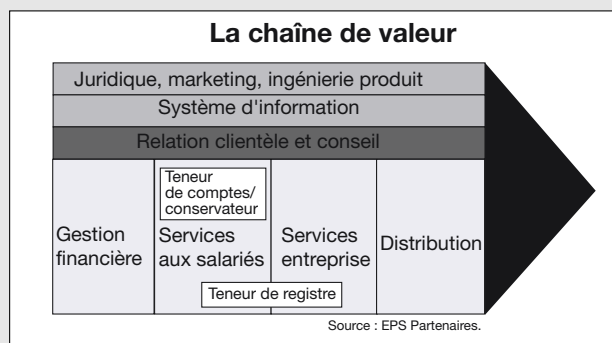 La chaîne de valeur
Juridique, marketing, ingénierie produit
Système d'information
Relation clientèle et conseil
Gestion
financière
Teneur
de comptes/
conservateur
Services
aux salariés
Services
entreprise
Distribution
Teneur de registre
Source : EPS Partenaires.